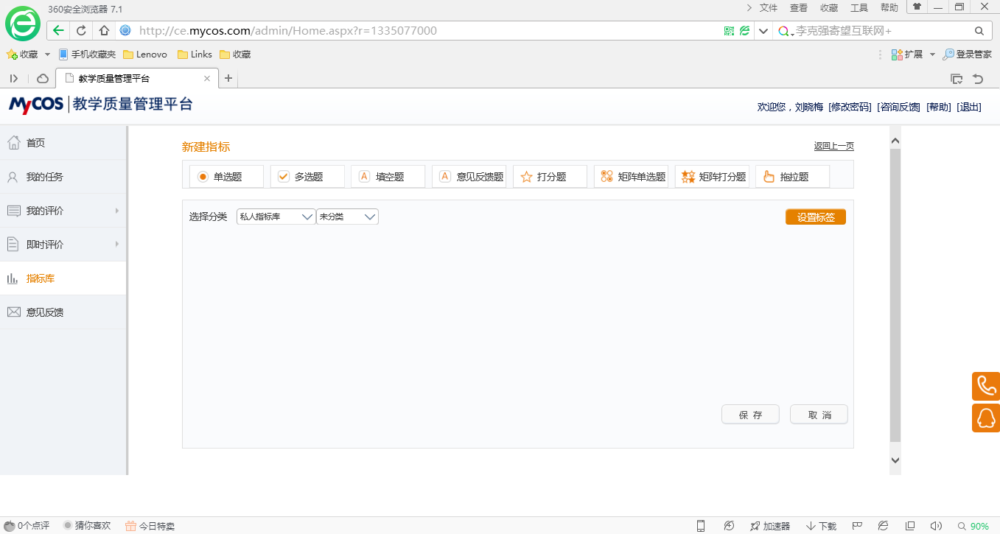 360安全浏览器 7.1
文件 查看 收藏 工具 帮助
http://ce.mycos.com/admin/Home.aspx?r=1335077000
李克强寄望互联网+
收藏 手机收藏夹 Lenovo Links 收藏
扩展 登录管家
教学质量管理平台
MyCOS 教学质量管理平台
欢迎您，刘晓梅 [修改密码] [咨询反馈] [帮助] [退出]
首页
我的任务
我的评价
即时评价
指标库
意见反馈
新建指标
返回上一页
单选题 多选题 A 填空题 A 意见反馈题 打分题 矩阵单选题 矩阵打分题 拖拉题
选择分类 私人指标库 未分类 设置标签
保 存 取 消
0个点评 猜你喜欢 今日特卖
加速器 下载 90%